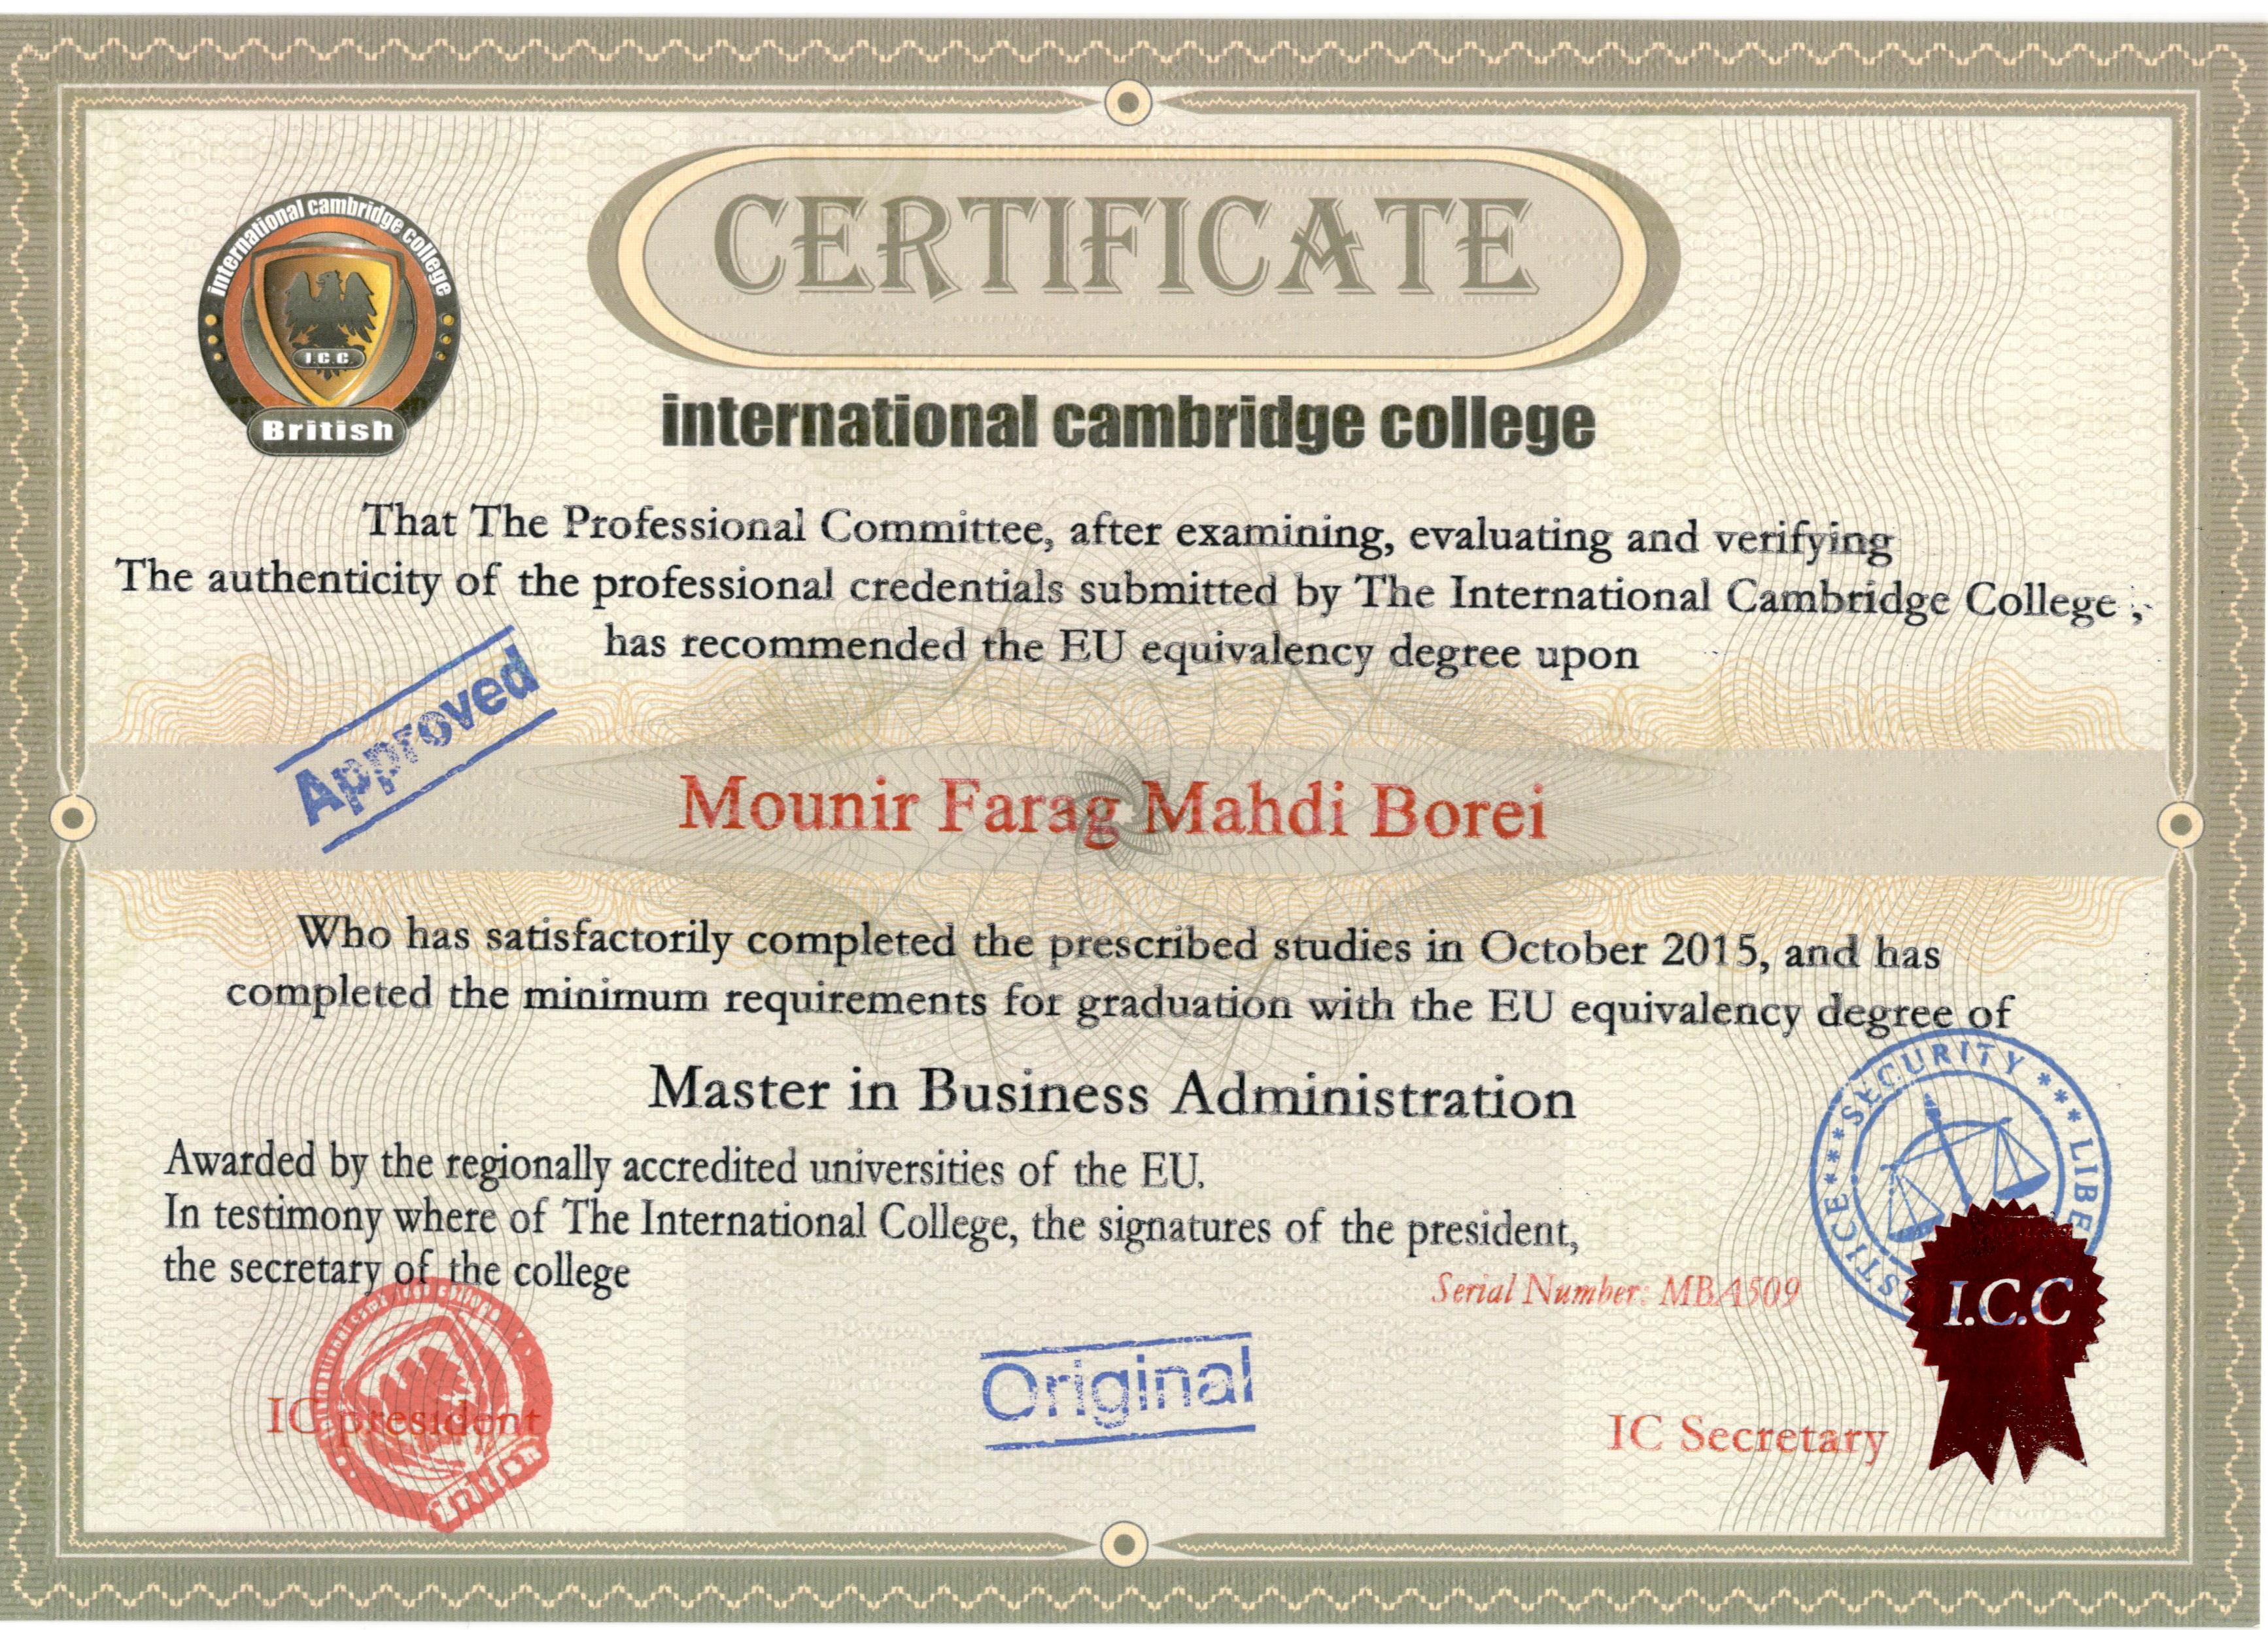 international cambridge college
I.C.C.
British
CERTIFICATE
international cambridge college
That The Professional Committee, after examining, evaluating and verifying
The authenticity of the professional credentials submitted by The International Cambridge College ,
has recommended the EU equivalency degree upon
Approved
Mounir Farag Mahdi Borei
Who has satisfactorily completed the prescribed studies in October 2015, and has
completed the minimum requirements for graduation with the EU equivalency degree of
Master in Business Administration
Awarded by the regionally accredited universities of the EU.
In testimony where of The International College, the signatures of the president,
the secretary of the college
Serial Number: MBA509
STICE****SECURITY****LIBE
I.C.C
IC president
British
Original
IC Secretary